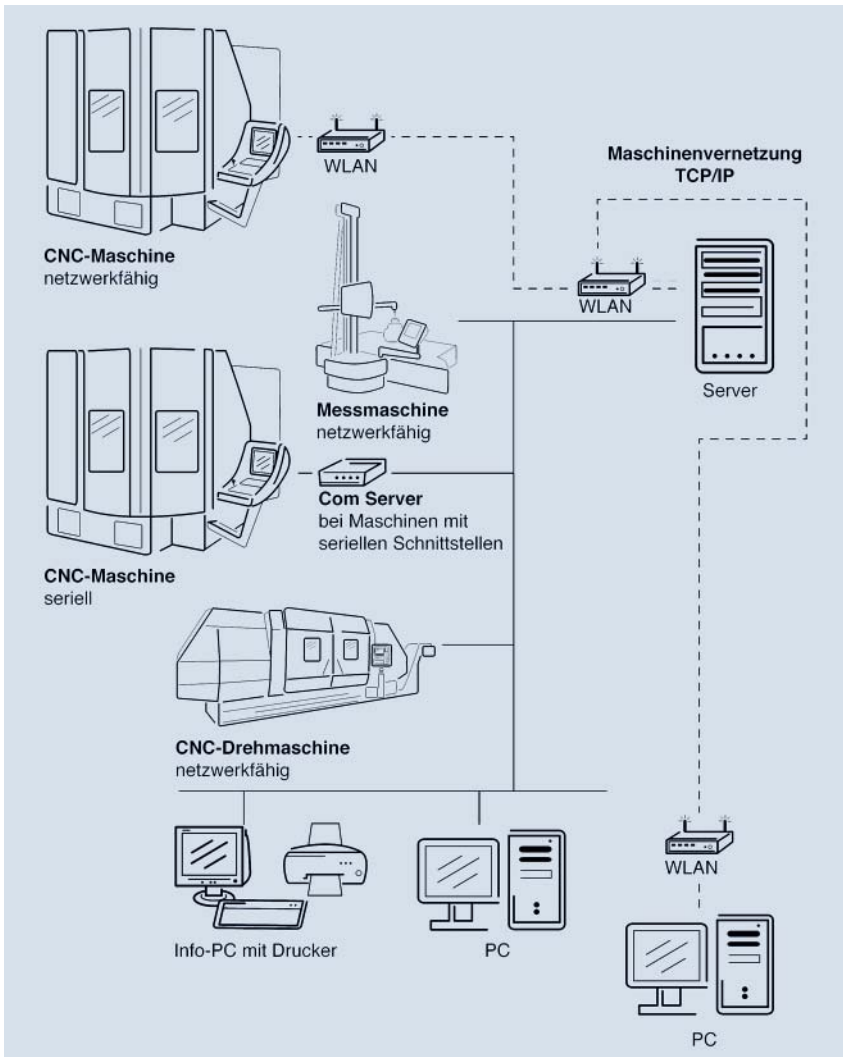 WLAN
Maschinenvernetzung
TCP/IP
CNC-Maschine
netzwerkfähig
WLAN
Server
Messmaschine
netzwerkfähig
Com Server
bei Maschinen mit
seriellen Schnittstellen
CNC-Maschine
seriell
CNC-Drehmaschine
netzwerkfähig
WLAN
Info-PC mit Drucker
PC
PC